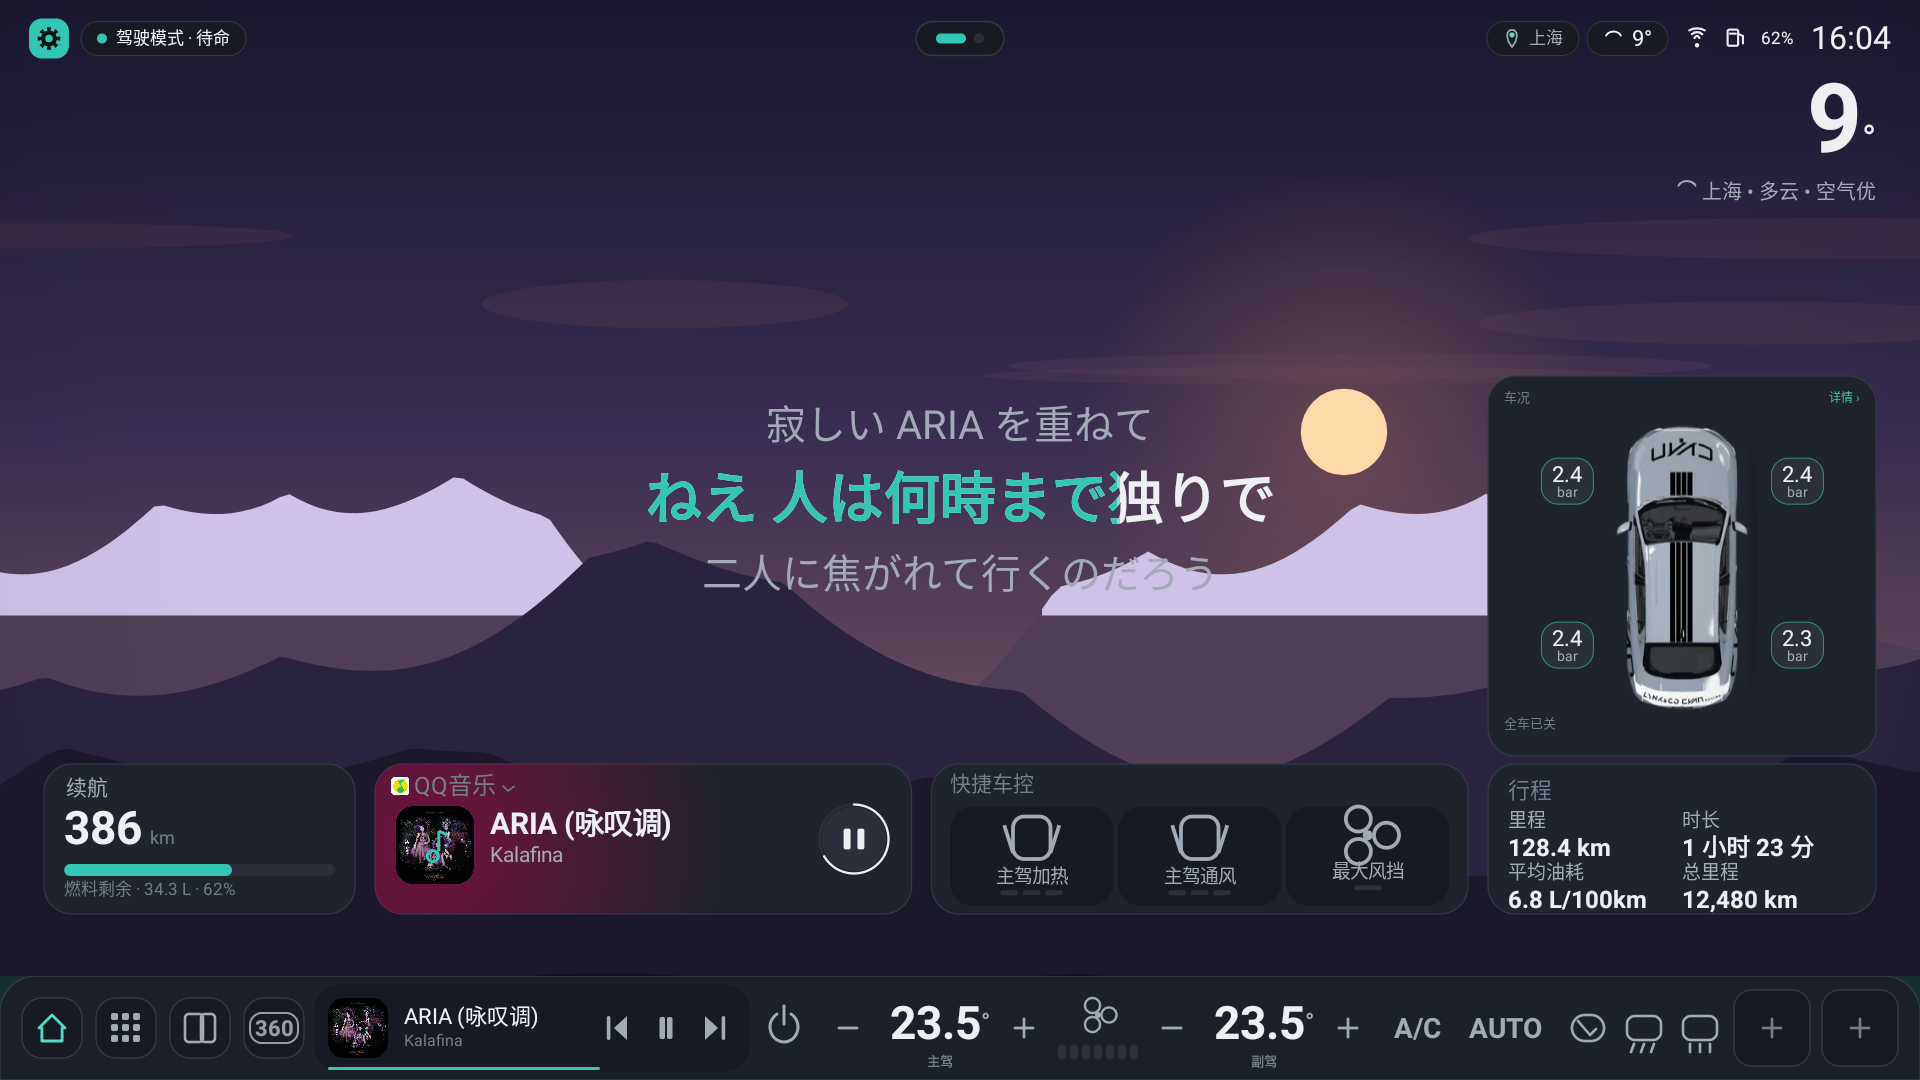 驾驶模式 · 待命
上海
9°
62%
16:04
9°
上海 • 多云 • 空气优
寂しい ARIA を重ねて
ねえ 人は何時まで独りで
二人に焦がれて行くのだろう
车况
详情 ›
2.4
bar
2.4
bar
2.4
bar
2.3
bar
全车已关
续航
386 km
燃料剩余 · 34.3 L · 62%
QQ音乐
ARIA (咏叹调)
Kalafina
快捷车控
主驾加热
主驾通风
最大风挡
行程
里程
128.4 km
时长
1 小时 23 分
平均油耗
6.8 L/100km
总里程
12,480 km
360
ARIA (咏叹调)
Kalafina
23.5°
主驾
23.5°
副驾
A/C
AUTO